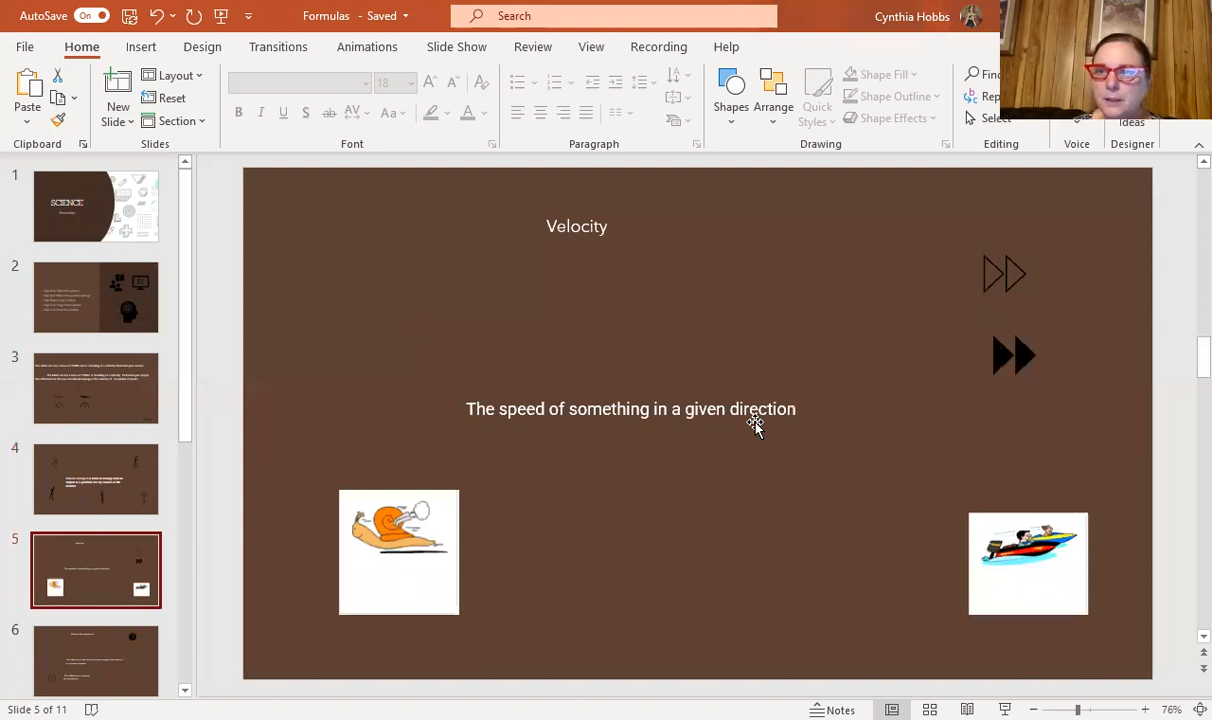 AutoSave On Formulas - Saved Search Cynthia Hobbs
File Home Insert Design Transitions Animations Slide Show Review View Recording Help
Paste
New
Slide
Layout
Reset
Section
18
Aa
Shapes
Arrange
Quick
Styles
Shape Fill
Shape Outline
Shape Effects
Select
Ideas
Clipboard Slides Font Paragraph Drawing Editing Voice Designer
1
SCIENCE
2
3
4
5
6
Velocity
The speed of something in a given direction
Slide 5 of 11 Notes 76%